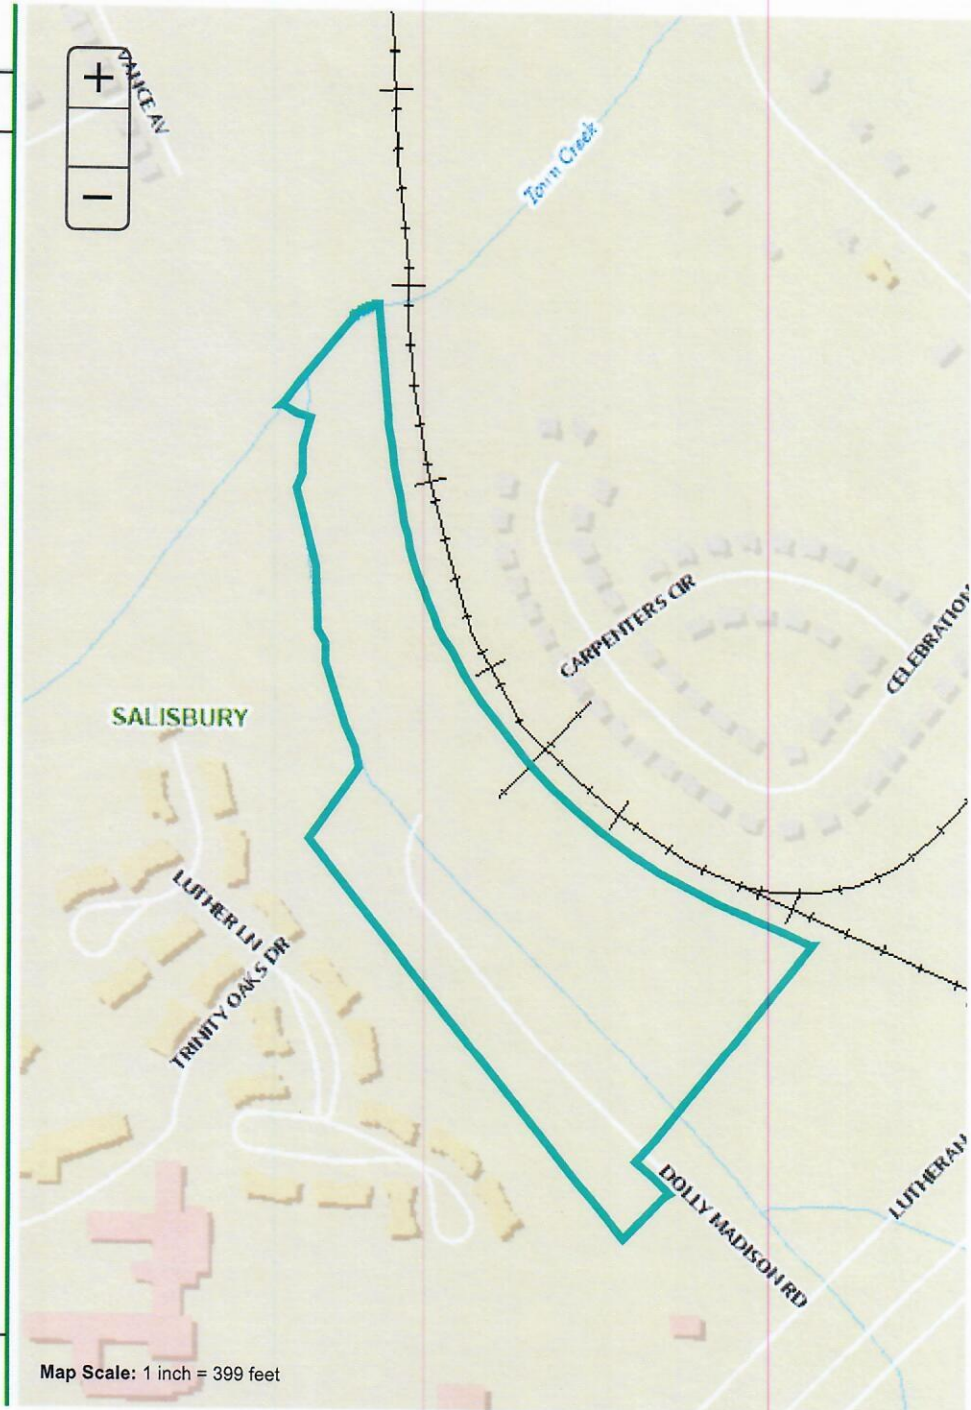 +
VANCE AV
−
Town Creek
CARPENTERS CIR
CELEBRATION
SALISBURY
LUTHER LN
TRINITY OAKS DR
DOLLY MADISON RD
LUTHERAN
Map Scale: 1 inch = 399 feet